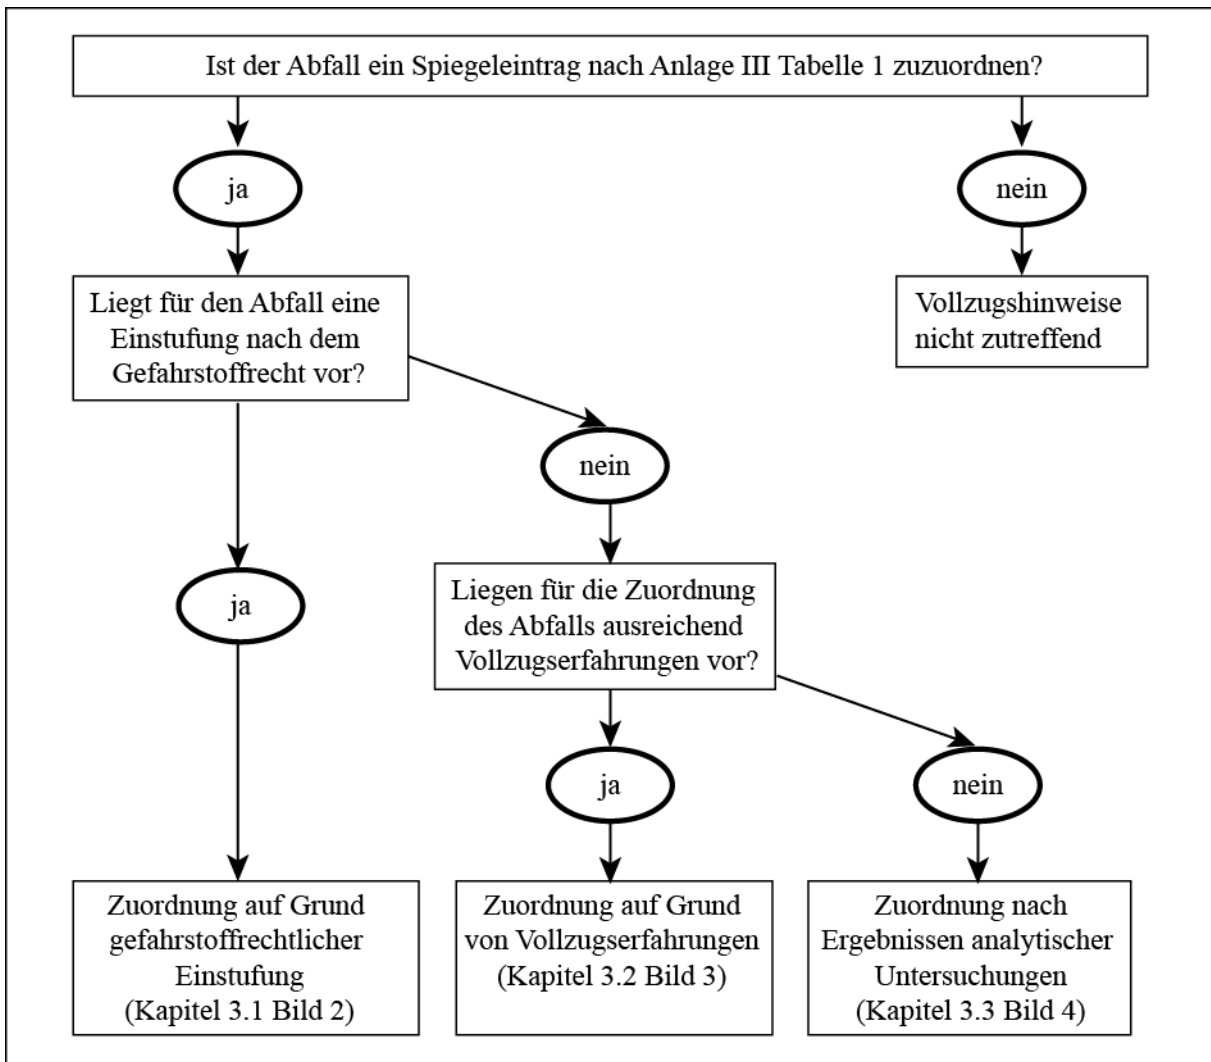 Ist der Abfall ein Spiegeleintrag nach Anlage III Tabelle 1 zuzuordnen?
ja
nein
Liegt für den Abfall eine
Einstufung nach dem
Gefahrstoffrecht vor?
Vollzugshinweise
nicht zutreffend
nein
ja
Liegen für die Zuordnung
des Abfalls ausreichend
Vollzugserfahrungen vor?
ja
nein
Zuordnung auf Grund
gefahrstoffrechtlicher
Einstufung
(Kapitel 3.1 Bild 2)
Zuordnung auf Grund
von Vollzugserfahrungen
(Kapitel 3.2 Bild 3)
Zuordnung nach
Ergebnissen analytischer
Untersuchungen
(Kapitel 3.3 Bild 4)